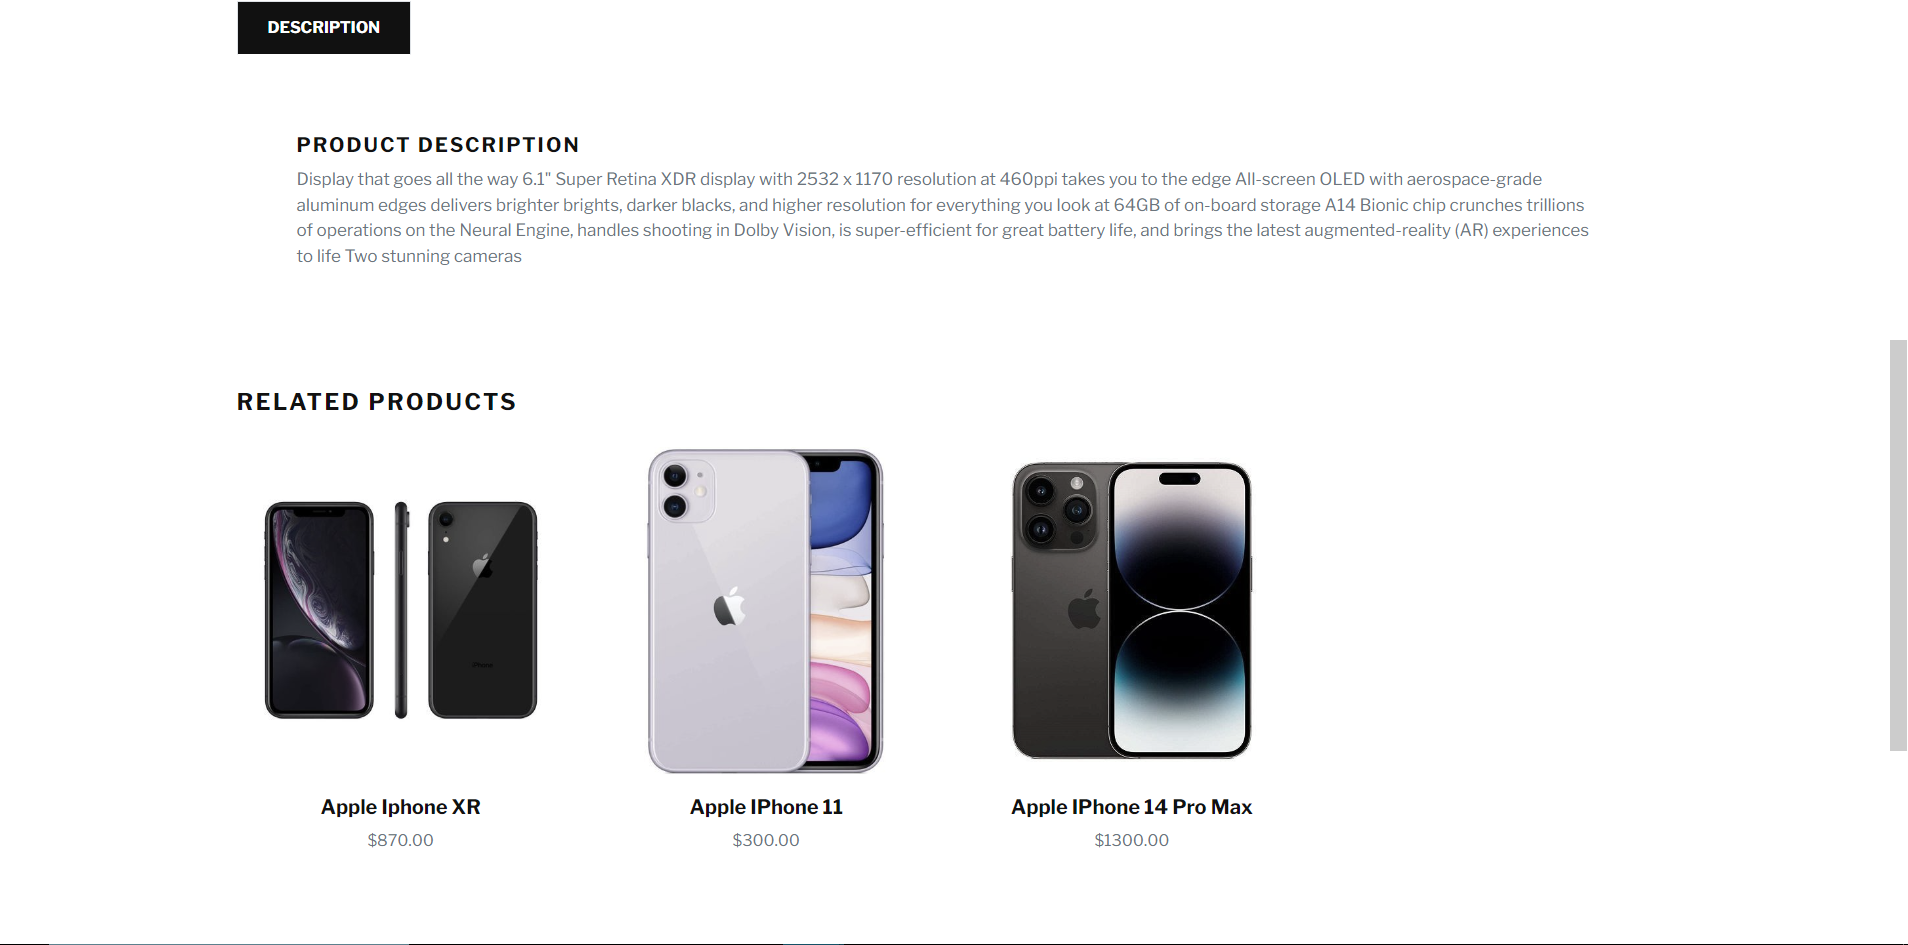 DESCRIPTION
PRODUCT DESCRIPTION
Display that goes all the way 6.1" Super Retina XDR display with 2532 x 1170 resolution at 460ppi takes you to the edge All-screen OLED with aerospace-grade
aluminum edges delivers brighter brights, darker blacks, and higher resolution for everything you look at 64GB of on-board storage A14 Bionic chip crunches trillions
of operations on the Neural Engine, handles shooting in Dolby Vision, is super-efficient for great battery life, and brings the latest augmented-reality (AR) experiences
to life Two stunning cameras
RELATED PRODUCTS
iPhone
Apple Iphone XR
Apple IPhone 11
Apple IPhone 14 Pro Max
$870.00
$300.00
$1300.00